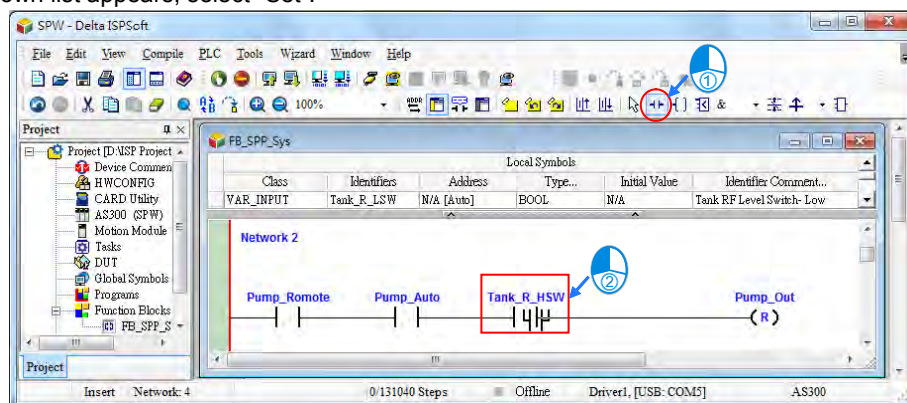 own list appears, select "Set".
SPW - Delta ISPSoft
File Edit View Compile PLC Tools Wizard Window Help
①
100%
Project
FB_SPP_Sys
Project [D:\ISP Project
Device Commen
HWCONFIG
CARD Utility
AS300 (SPW)
Motion Module
Tasks
DUT
Global Symbols
Programs
Function Blocks
FB_SPP_S
Local Symbols
Class Identifiers Address Type... Initial Value Identifier Comment...
VAR_INPUT Tank_R_LSW N/A [Auto] BOOL N/A Tank RF Level Switch- Low
Network 2
②
Pump_Romote Pump_Auto Tank_R_HSW Pump_Out
( R )
Project
Insert Network: 4 0/131040 Steps Offline Driver1, [USB: COM5] AS300